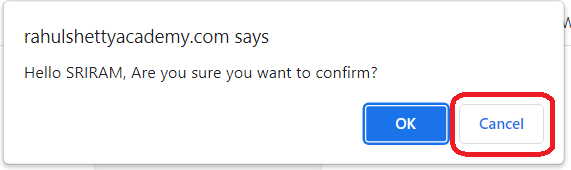 rahulshettyacademy.com says
Hello SRIRAM, Are you sure you want to confirm?
OK Cancel